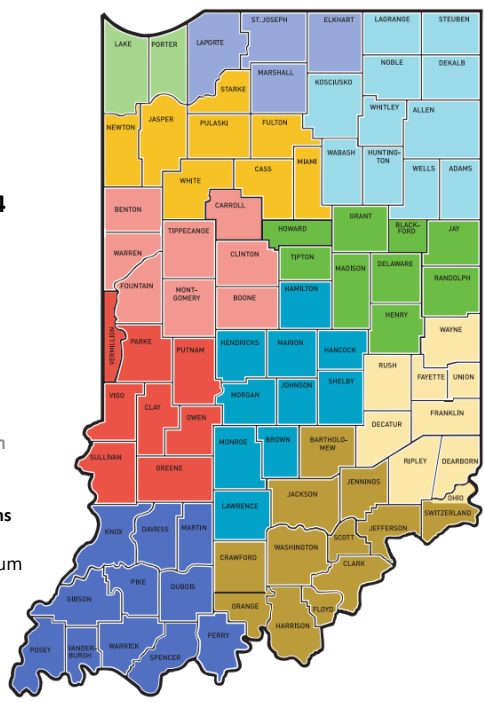 ST. JOSEPH
ELKHART
LAGRANGE
STEUBEN
LAKE
PORTER
LAPORTE
NOBLE
DEKALB
MARSHALL
KOSCIUSKO
STARKE
WHITLEY
ALLEN
NEWTON
JASPER
PULASKI
FULTON
WABASH
HUNTING-
TON
MIAMI
WELLS
ADAMS
WHITE
CASS
4
BENTON
CARROLL
GRANT
BLACK-
FORD
JAY
TIPPECANOE
HOWARD
WARREN
CLINTON
TIPTON
MADISON
DELAWARE
RANDOLPH
FOUNTAIN
MONT-
GOMERY
BOONE
HAMILTON
HENRY
WAYNE
VERMILLION
PARKE
PUTNAM
HENDRICKS
MARION
HANCOCK
RUSH
FAYETTE
UNION
VIGO
CLAY
MORGAN
JOHNSON
SHELBY
OWEN
FRANKLIN
DECATUR
n
MONROE
BROWN
BARTHOLO-
MEW
SULLIVAN
GREENE
RIPLEY
DEARBORN
JENNINGS
JACKSON
OHIO
LAWRENCE
SWITZERLAND
ns
KNOX
DAVIESS
MARTIN
JEFFERSON
SCOTT
WASHINGTON
um
CRAWFORD
CLARK
PIKE
DUBOIS
GIBSON
ORANGE
FLOYD
HARRISON
POSEY
VANDER-
BURGH
WARRICK
SPENCER
PERRY